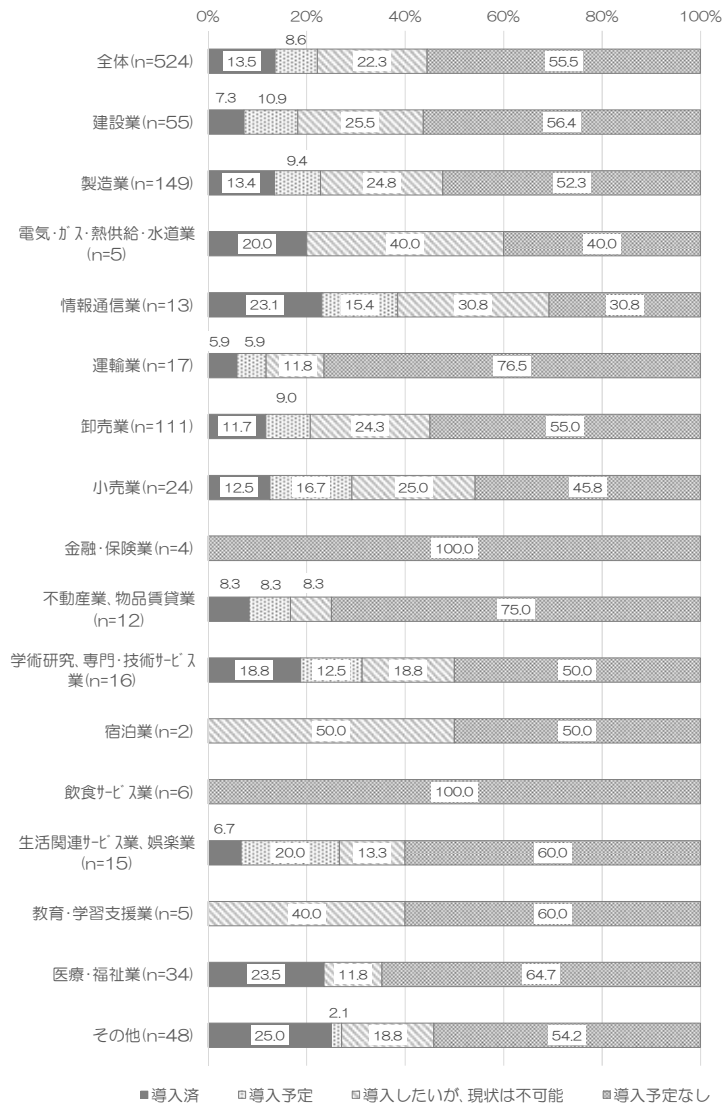 0% 20% 40% 60% 80% 100%
8.6
全体(n=524) 13.5 22.3 55.5
7.3 10.9
建設業(n=55) 25.5 56.4
9.4
製造業(n=149) 13.4 24.8 52.3
電気･ｶﾞｽ･熱供給･水道業
(n=5) 20.0 40.0 40.0
情報通信業(n=13) 23.1 15.4 30.8 30.8
5.9 5.9
運輸業(n=17) 11.8 76.5
9.0
卸売業(n=111) 11.7 24.3 55.0
小売業(n=24) 12.5 16.7 25.0 45.8
金融･保険業(n=4) 100.0
8.3 8.3 8.3
不動産業、物品賃貸業
(n=12) 75.0
学術研究、専門･技術ｻｰﾋﾞｽ
業(n=16) 18.8 12.5 18.8 50.0
宿泊業(n=2) 50.0 50.0
飲食ｻｰﾋﾞｽ業(n=6) 100.0
6.7
生活関連ｻｰﾋﾞｽ業、娯楽業
(n=15) 20.0 13.3 60.0
教育･学習支援業(n=5) 40.0 60.0
医療･福祉業(n=34) 23.5 11.8 64.7
2.1
その他(n=48) 25.0 18.8 54.2
導入済 導入予定 導入したいが、現状は不可能 導入予定なし